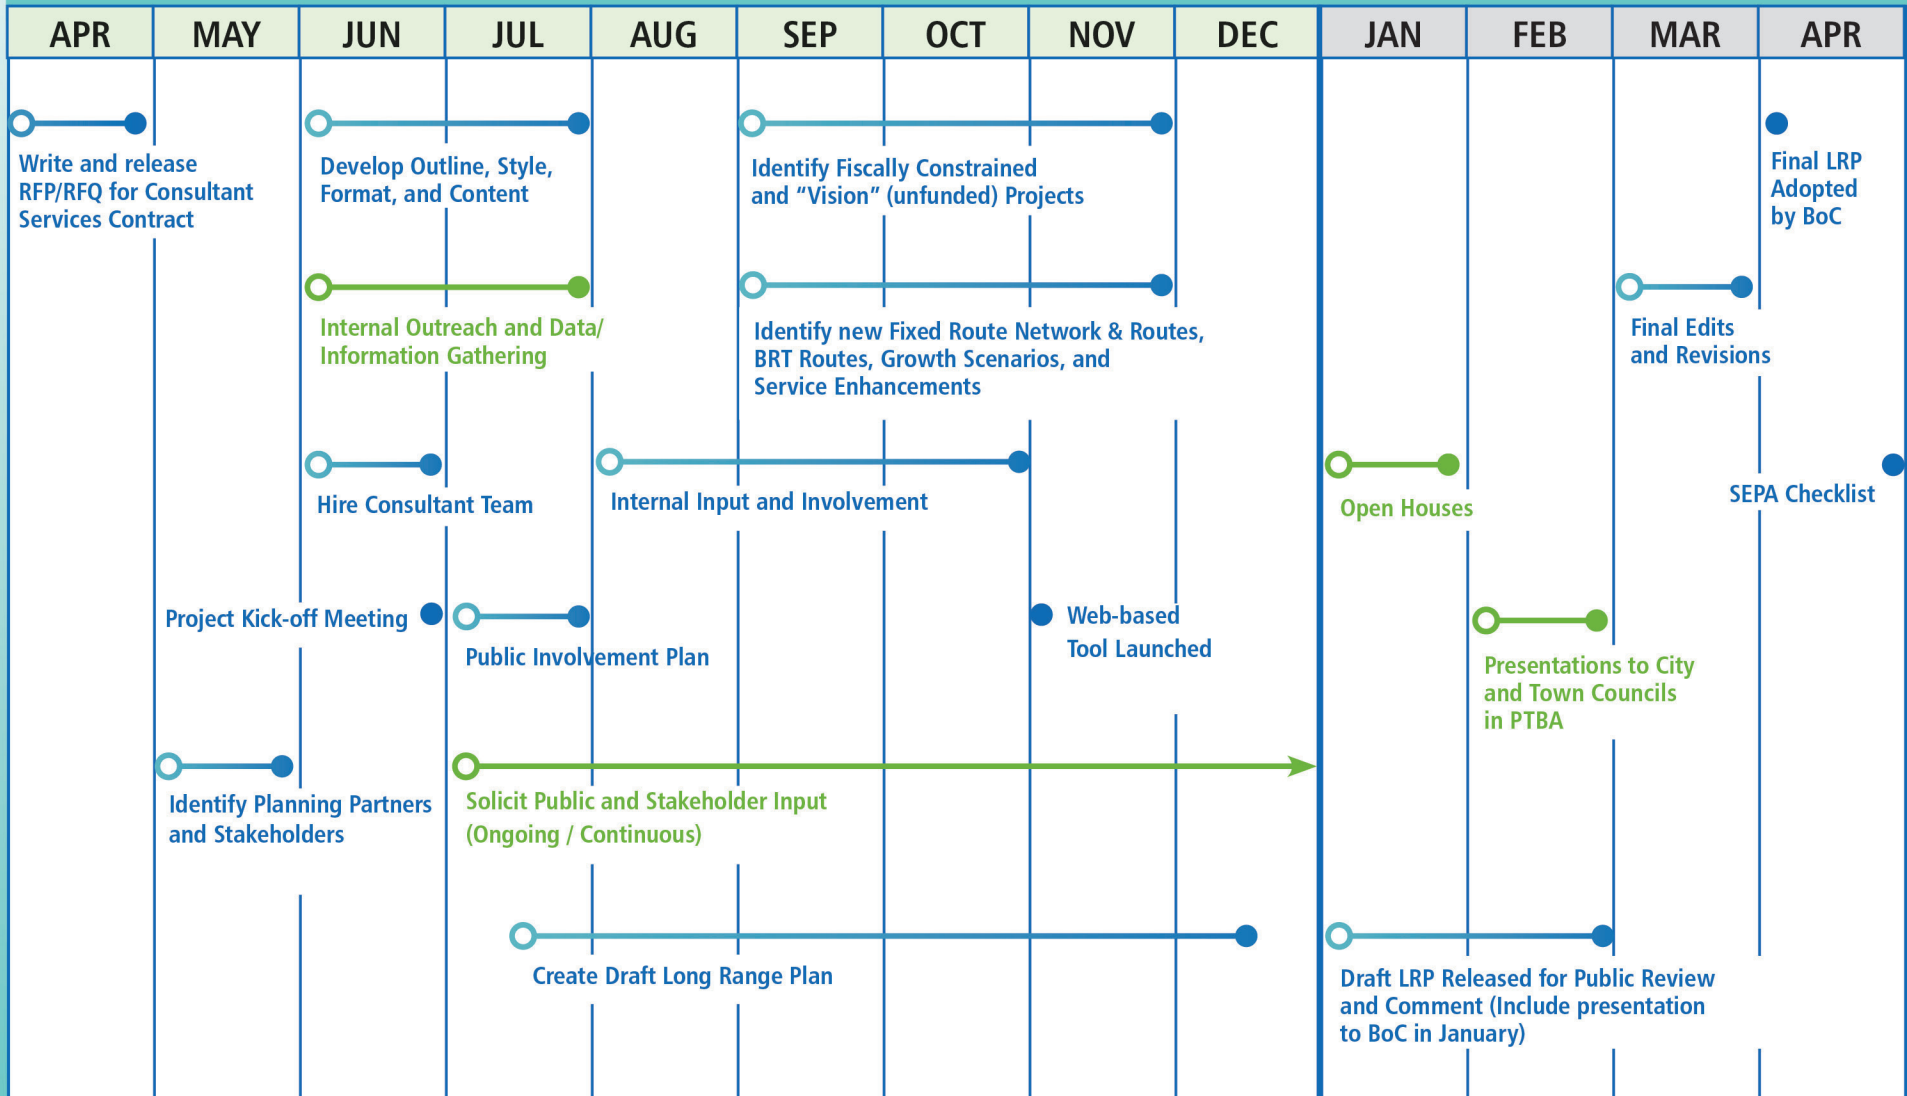 APR MAY JUN JUL AUG SEP OCT NOV DEC JAN FEB MAR APR
Write and release
RFP/RFQ for Consultant
Services Contract
Develop Outline, Style,
Format, and Content
Identify Fiscally Constrained
and “Vision” (unfunded) Projects
Final LRP
Adopted
by BoC
Internal Outreach and Data/
Information Gathering
Identify new Fixed Route Network & Routes,
BRT Routes, Growth Scenarios, and
Service Enhancements
Final Edits
and Revisions
Hire Consultant Team
Internal Input and Involvement
Open Houses
SEPA Checklist
Project Kick-off Meeting
Public Involvement Plan
Web-based
Tool Launched
Presentations to City
and Town Councils
in PTBA
Identify Planning Partners
and Stakeholders
Solicit Public and Stakeholder Input
(Ongoing / Continuous)
Create Draft Long Range Plan
Draft LRP Released for Public Review
and Comment (Include presentation
to BoC in January)